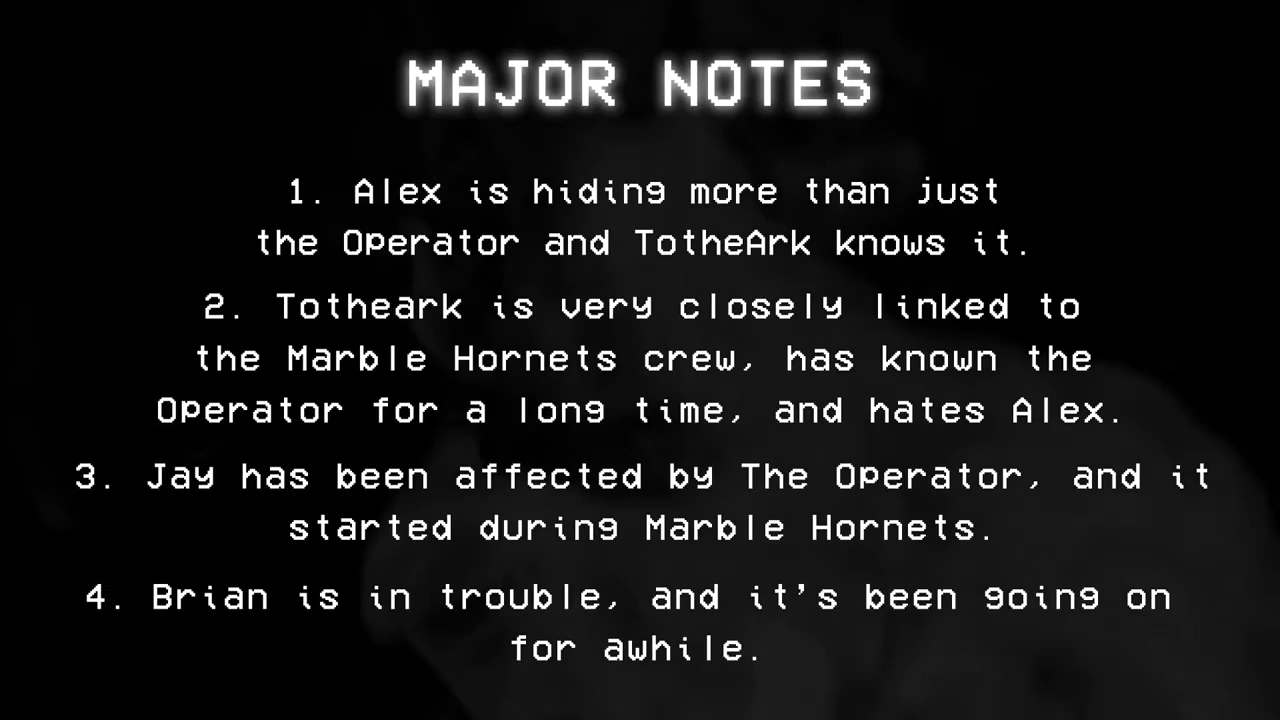 MAJOR NOTES
1. Alex is hiding more than just
the Operator and TotheArk knows it.
2. Totheark is very closely linked to
the Marble Hornets crew, has known the
Operator for a long time, and hates Alex.
3. Jay has been affected by The Operator, and it
started during Marble Hornets.
4. Brian is in trouble, and it's been going on
for awhile.